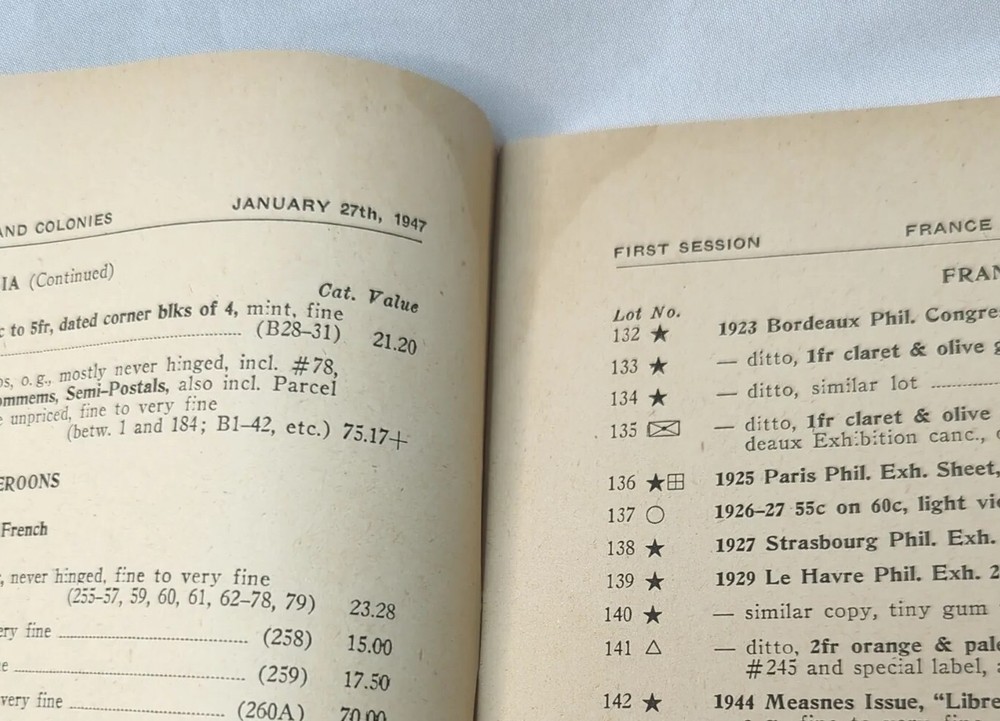 AND COLONIES JANUARY 27th, 1947
IA (Continued)
Cat. Value
c to 5fr, dated corner blks of 4, mint, fine
(B28–31) 21.20
os, o.g., mostly never hinged, incl. #78,
ommems, Semi-Postals, also incl. Parcel
e unpriced, fine to very fine
(betw. 1 and 184; B1–42, etc.) 75.17+
EROONS
French
, never hinged, fine to very fine
(255–57, 59, 60, 61, 62–78, 79) 23.28
ery fine (258) 15.00
e (259) 17.50
very fine (260A) 70.00
FIRST SESSION FRANCE
FRAN
Lot No.
132 ★ 1923 Bordeaux Phil. Congre
133 ★ — ditto, 1fr claret & olive g
134 ★ — ditto, similar lot
135 — ditto, 1fr claret & olive
deaux Exhibition canc.,
136 ★⊞ 1925 Paris Phil. Exh. Sheet,
137 ○ 1926–27 55c on 60c, light vio
138 ★ 1927 Strasbourg Phil. Exh.
139 ★ 1929 Le Havre Phil. Exh. 2
140 ★ — similar copy, tiny gum
141 △ — ditto, 2fr orange & pale
#245 and special label, a
142 ★ 1944 Measnes Issue, "Libre